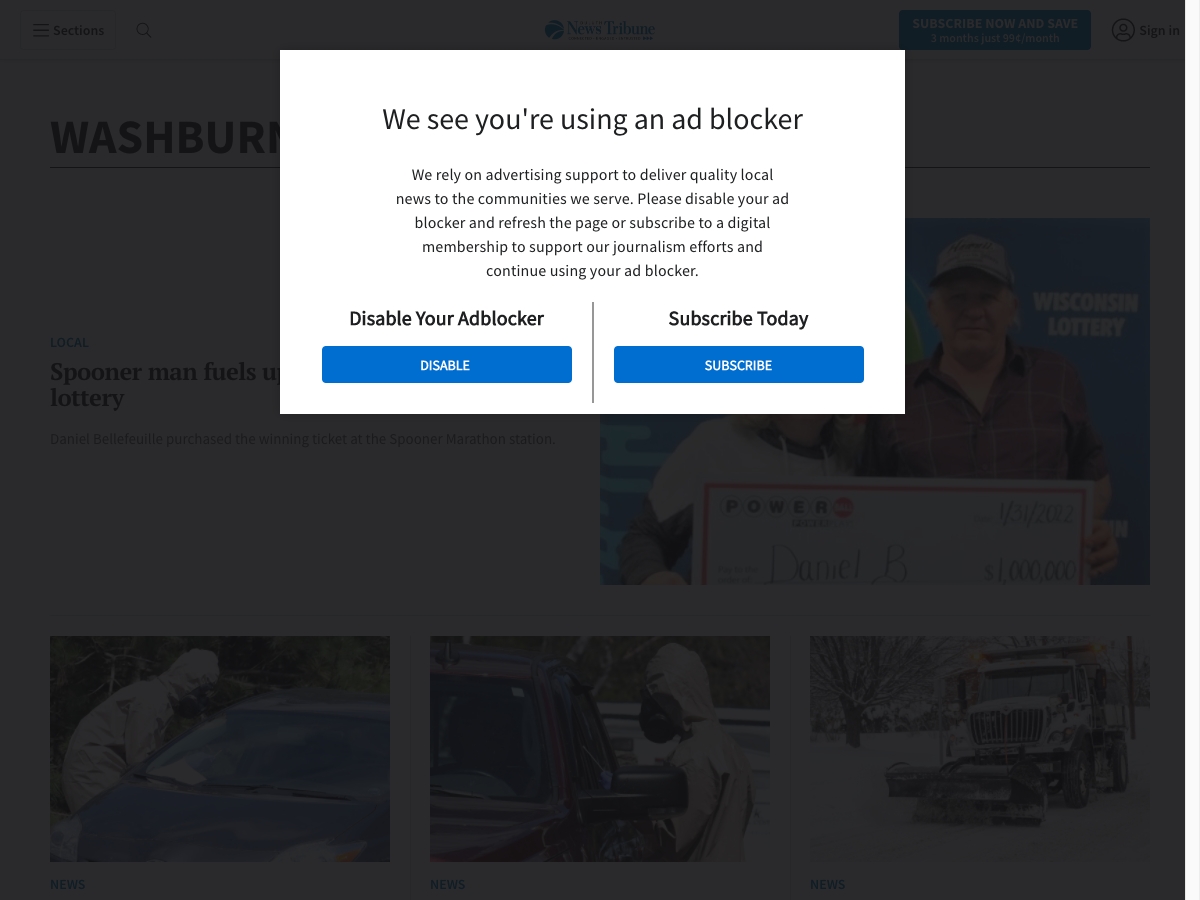 Sections
News Tribune
SUBSCRIBE NOW AND SAVE
3 months just 99¢/month
Sign in
We see you're using an ad blocker
We rely on advertising support to deliver quality local
news to the communities we serve. Please disable your ad
blocker and refresh the page or subscribe to a digital
membership to support our journalism efforts and
continue using your ad blocker.
Disable Your Adblocker
DISABLE
Subscribe Today
SUBSCRIBE
WASHBURN
LOCAL
Spooner man fuels up
lottery
Daniel Bellefeuille purchased the winning ticket at the Spooner Marathon station.
WISCONSIN
LOTTERY
POWER
1/31/2022
Daniel B
$1,000,000
NEWS
NEWS
NEWS